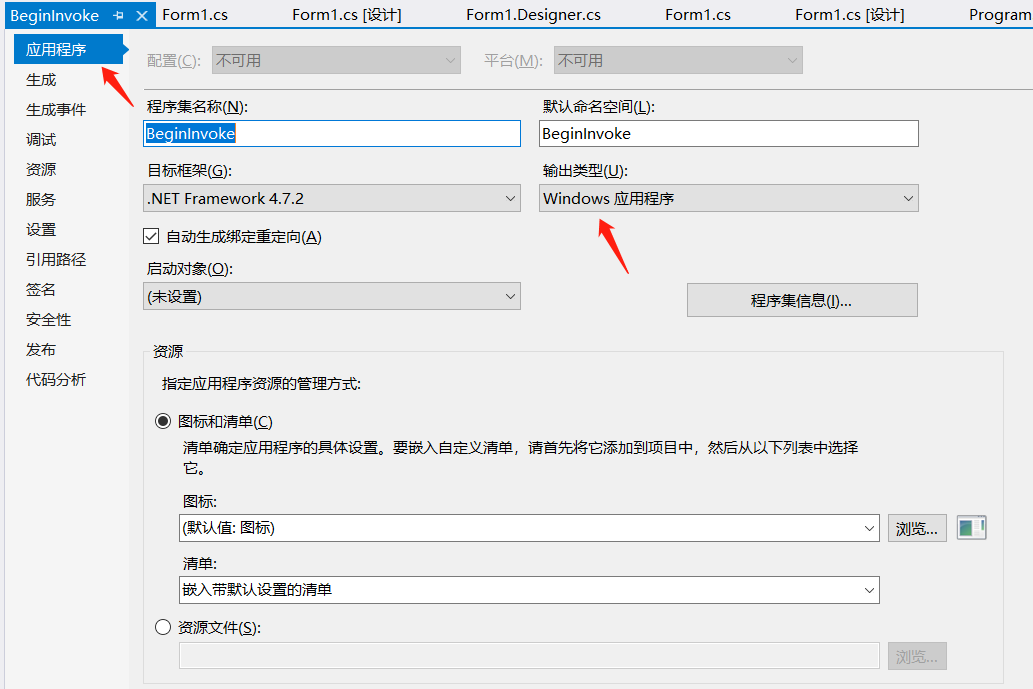 BeginInvoke
Form1.cs
Form1.cs [设计]
Form1.Designer.cs
Form1.cs
Form1.cs [设计]
Program
应用程序
生成
生成事件
调试
资源
服务
设置
引用路径
签名
安全性
发布
代码分析
配置(C):
不可用
平台(M):
不可用
程序集名称(N):
默认命名空间(L):
BeginInvoke
BeginInvoke
目标框架(G):
输出类型(U):
.NET Framework 4.7.2
Windows 应用程序
自动生成绑定重定向(A)
启动对象(O):
(未设置)
程序集信息(I)...
资源
指定应用程序资源的管理方式:
图标和清单(C)
清单确定应用程序的具体设置。要嵌入自定义清单，请首先将它添加到项目中，然后从以下列表中选择
它。
图标:
(默认值: 图标)
浏览...
清单:
嵌入带默认设置的清单
资源文件(S):
浏览...